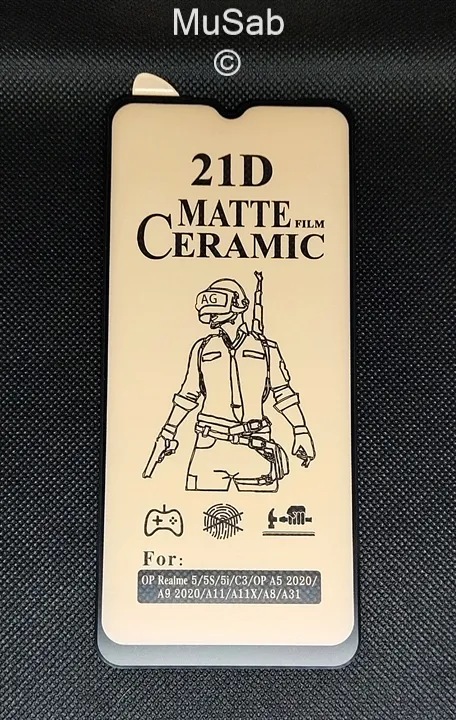 MuSab
©
21D
MATTE FILM
CERAMIC
AG
For:
OP Realme 5/5S/5i/C3/OP A5 2020/
A9 2020/A11/A11X/A8/A31